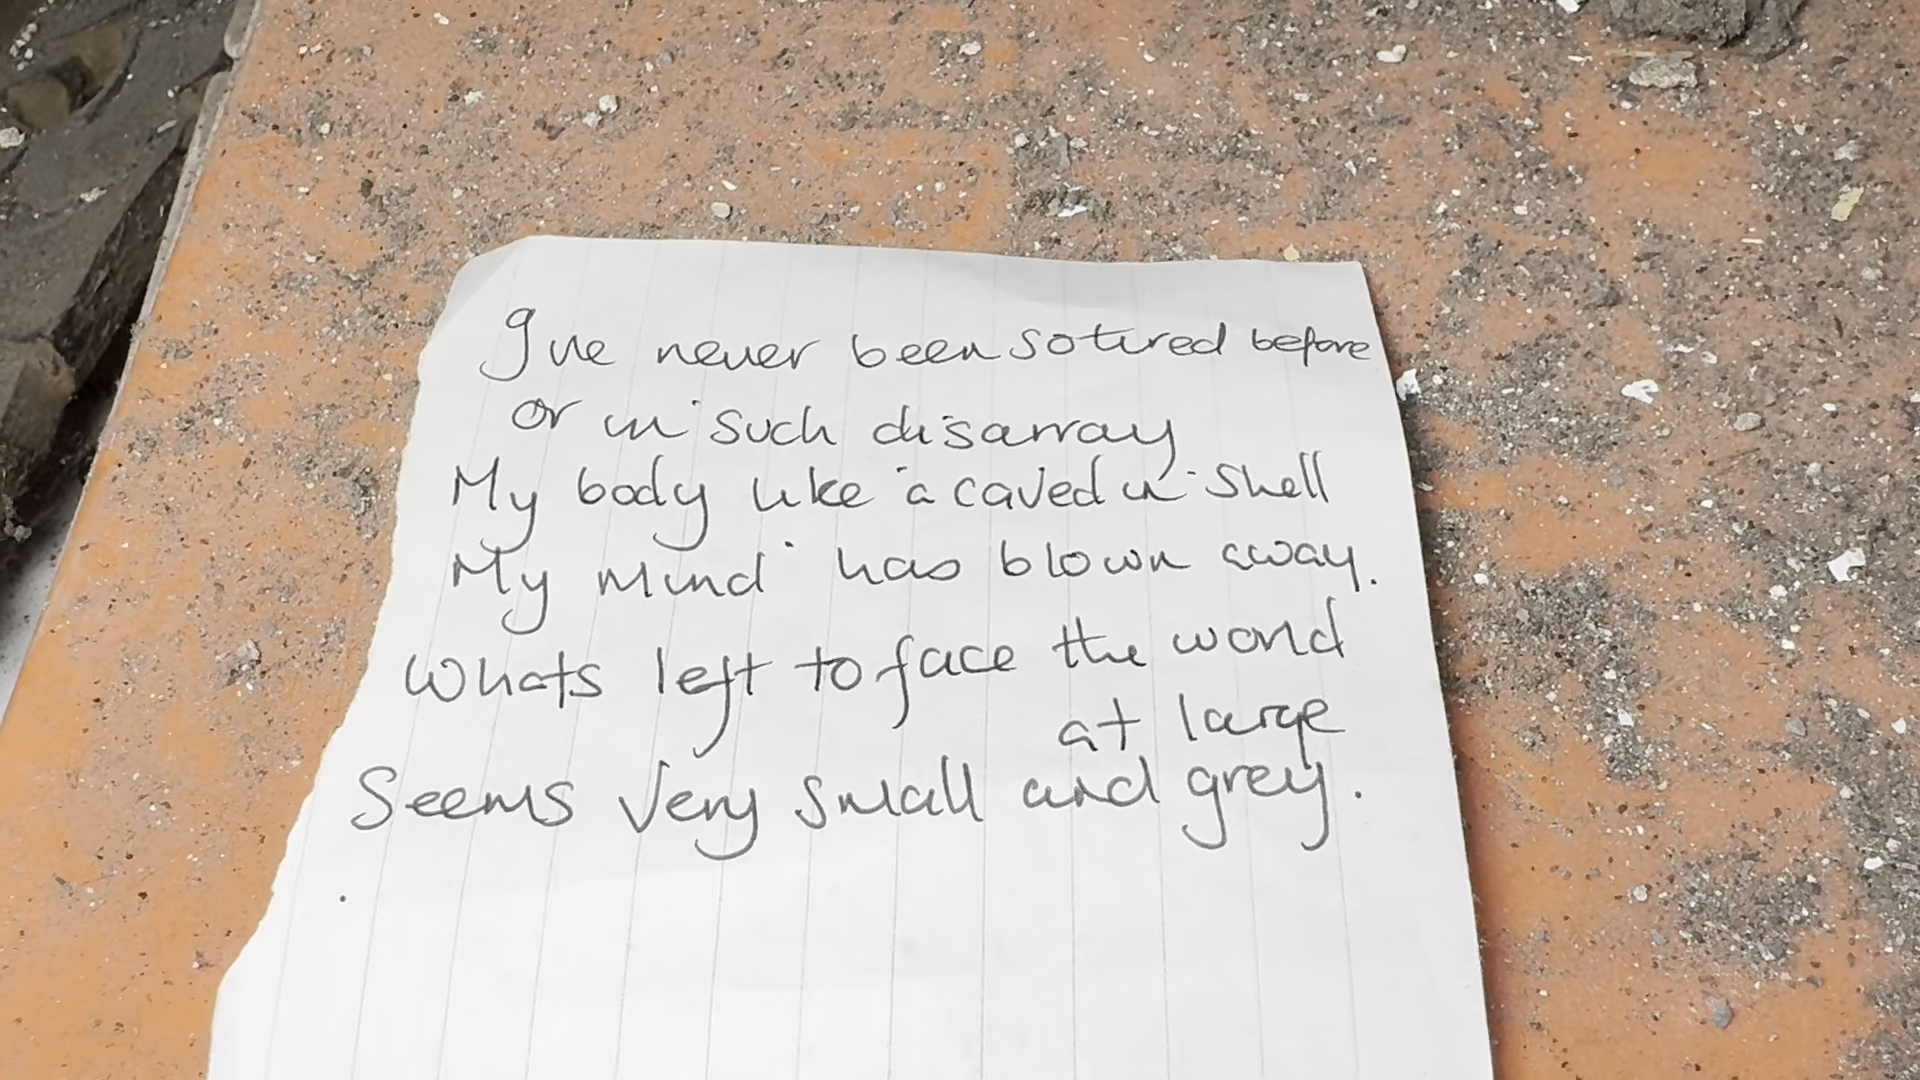 Ive never been so tired before
or in such disarray
My body like a caved in shell
My mind has blown away.
Whats left to face the world
at large
Seems very small and grey.